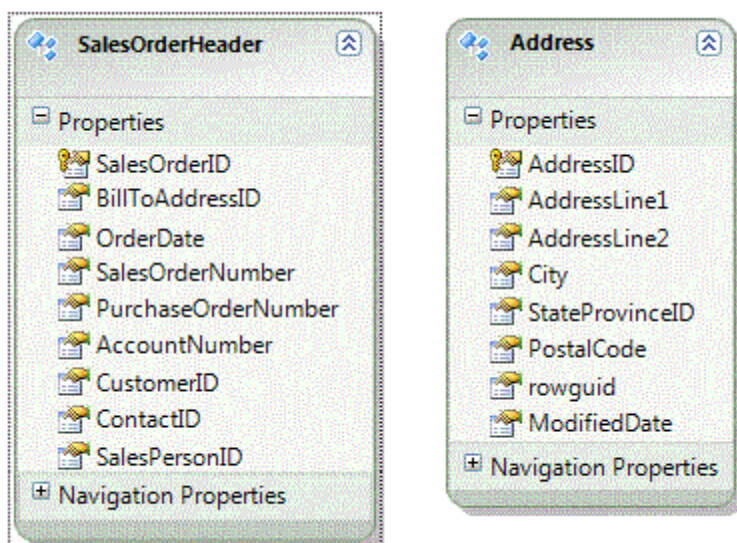 SalesOrderHeader
Properties
SalesOrderID
BillToAddressID
OrderDate
SalesOrderNumber
PurchaseOrderNumber
AccountNumber
CustomerID
ContactID
SalesPersonID
Navigation Properties
Address
Properties
AddressID
AddressLine1
AddressLine2
City
StateProvinceID
PostalCode
rowguid
ModifiedDate
Navigation Properties